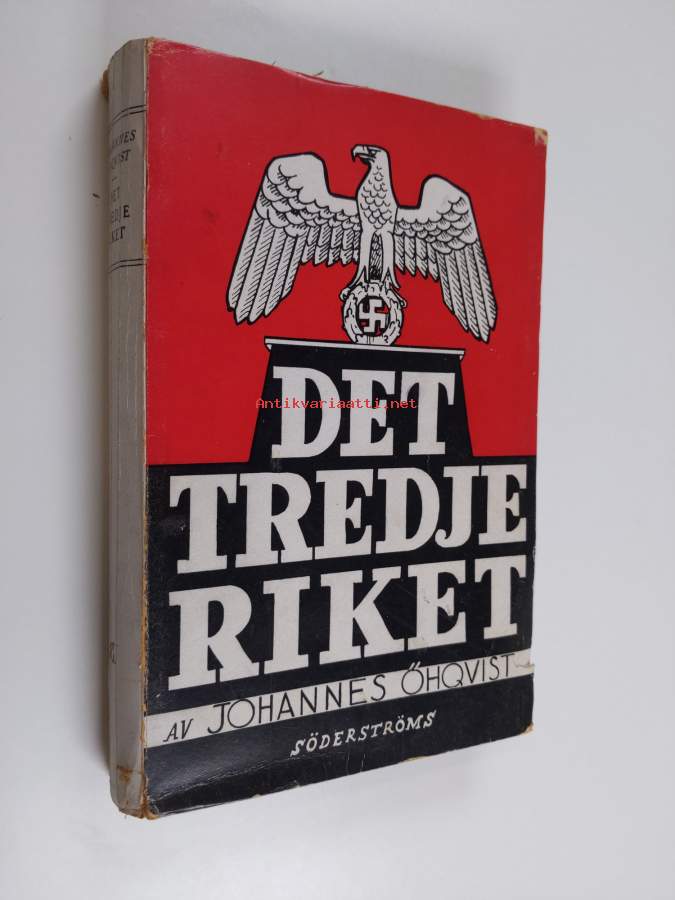 DET
Antikvariaatti.net
TREDJE
RIKET
AV JOHANNES ÖHQVIST
SÖDERSTRÖMS